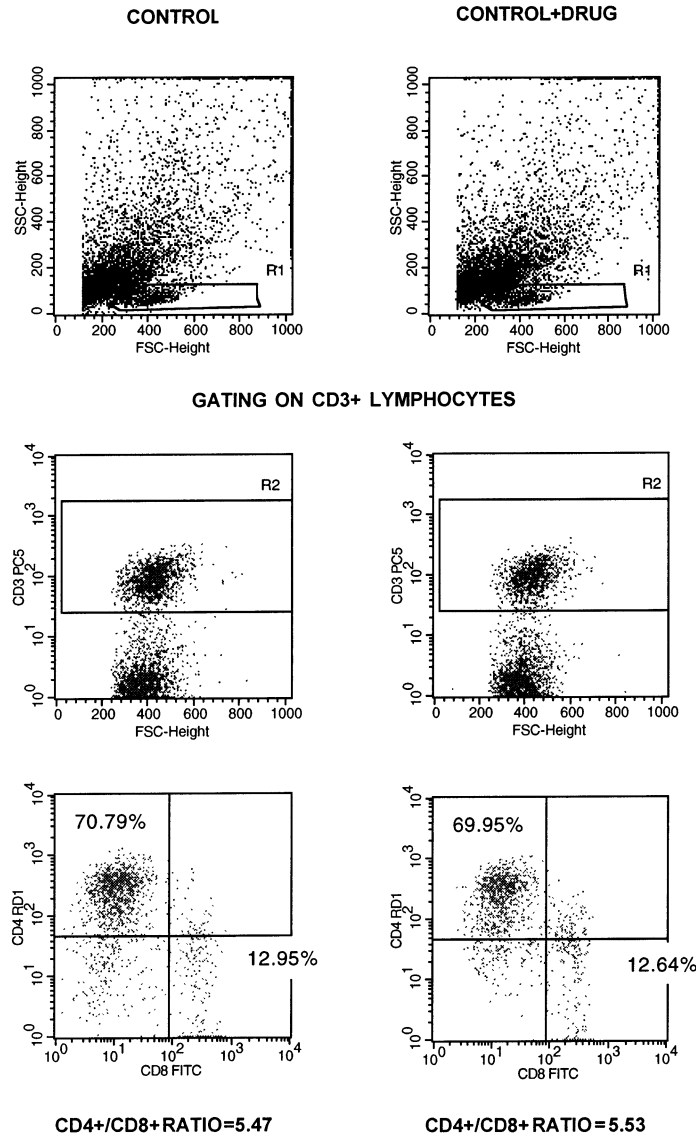 CONTROL
CONTROL+DRUG
SSC-Height
0 200 400 600 800 1000
R1
0 200 400 600 800 1000
FSC-Height
SSC-Height
0 200 400 600 800 1000
R1
0 200 400 600 800 1000
FSC-Height
GATING ON CD3+ LYMPHOCYTES
CD3 PC5
10^0 10^1 10^2 10^3 10^4
R2
0 200 400 600 800 1000
FSC-Height
CD3 PC5
10^0 10^1 10^2 10^3 10^4
R2
0 200 400 600 800 1000
FSC-Height
CD4 RD1
10^0 10^1 10^2 10^3 10^4
70.79%
12.95%
10^0 10^1 10^2 10^3 10^4
CD8 FITC
CD4 RD1
10^0 10^1 10^2 10^3 10^4
69.95%
12.64%
10^0 10^1 10^2 10^3 10^4
CD8 FITC
CD4+/CD8+ RATIO=5.47
CD4+/CD8+ RATIO=5.53